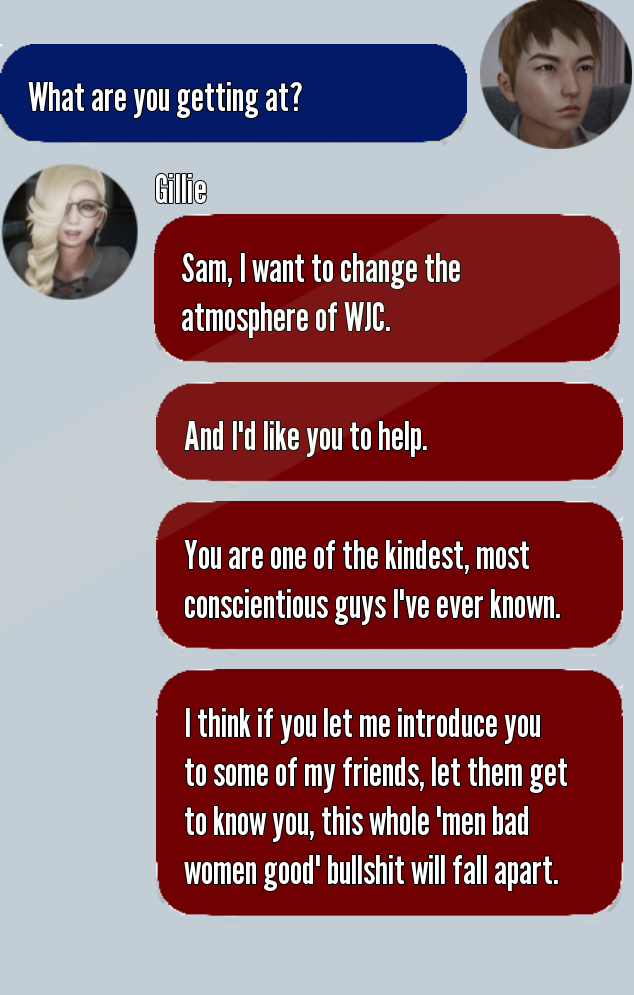 What are you getting at?
Gillie
Sam, I want to change the
atmosphere of WJC.
And I'd like you to help.
You are one of the kindest, most
conscientious guys I've ever known.
I think if you let me introduce you
to some of my friends, let them get
to know you, this whole 'men bad
women good' bullshit will fall apart.